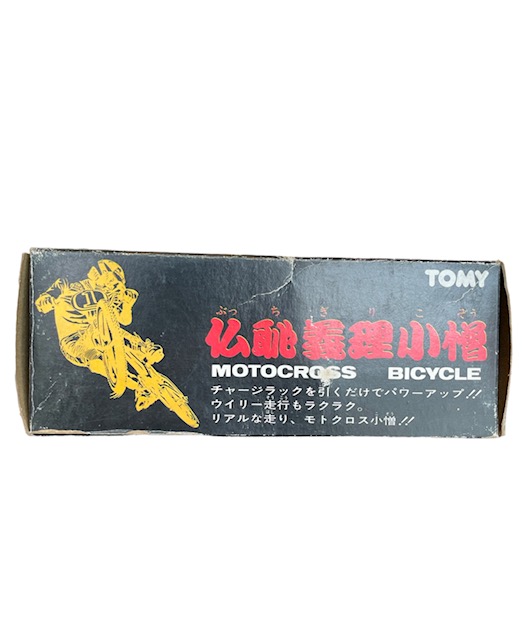 TOMY
ぶっちぎりこぞう
仏恥義理小憎
MOTOCROSS BICYCLE
チャージラックを引くだけでパワーアップ!!
ウイリー走行もラクラク。
リアルな走り、モトクロス小憎!!
1